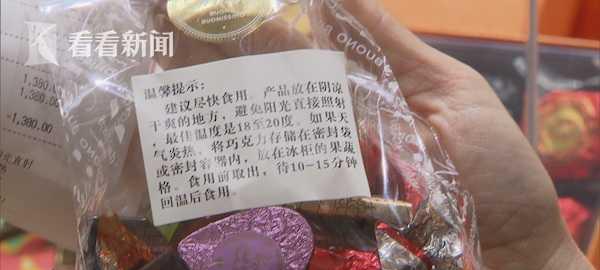 看看新闻
BUONISSIMO
1,380.00
1,380.00
-1,380.00
温馨提示:
建议尽快食用。产品放在阴凉
干爽的地方，避免阳光直接照射
，最佳温度是18至20度。如果天
气炎热，将巧克力存储在密封袋
或密封容器内，放在冰柜的果蔬
格。食用前取出，待10-15分钟
回温后食用。